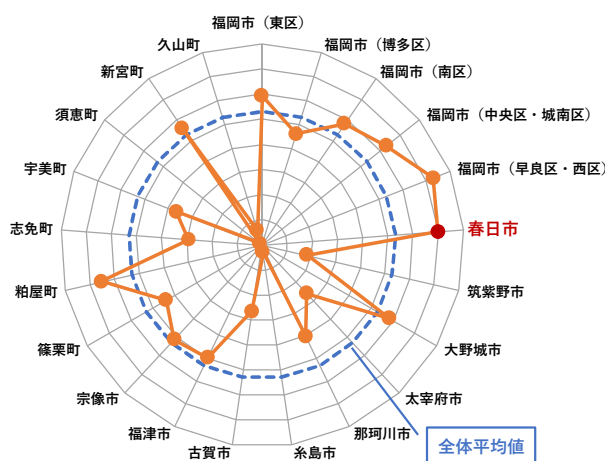 福岡市（東区）
福岡市（博多区）
福岡市（南区）
福岡市（中央区・城南区）
福岡市（早良区・西区）
春日市
筑紫野市
大野城市
太宰府市
那珂川市
糸島市
古賀市
福津市
宗像市
篠栗町
粕屋町
志免町
宇美町
須恵町
新宮町
久山町
全体平均値